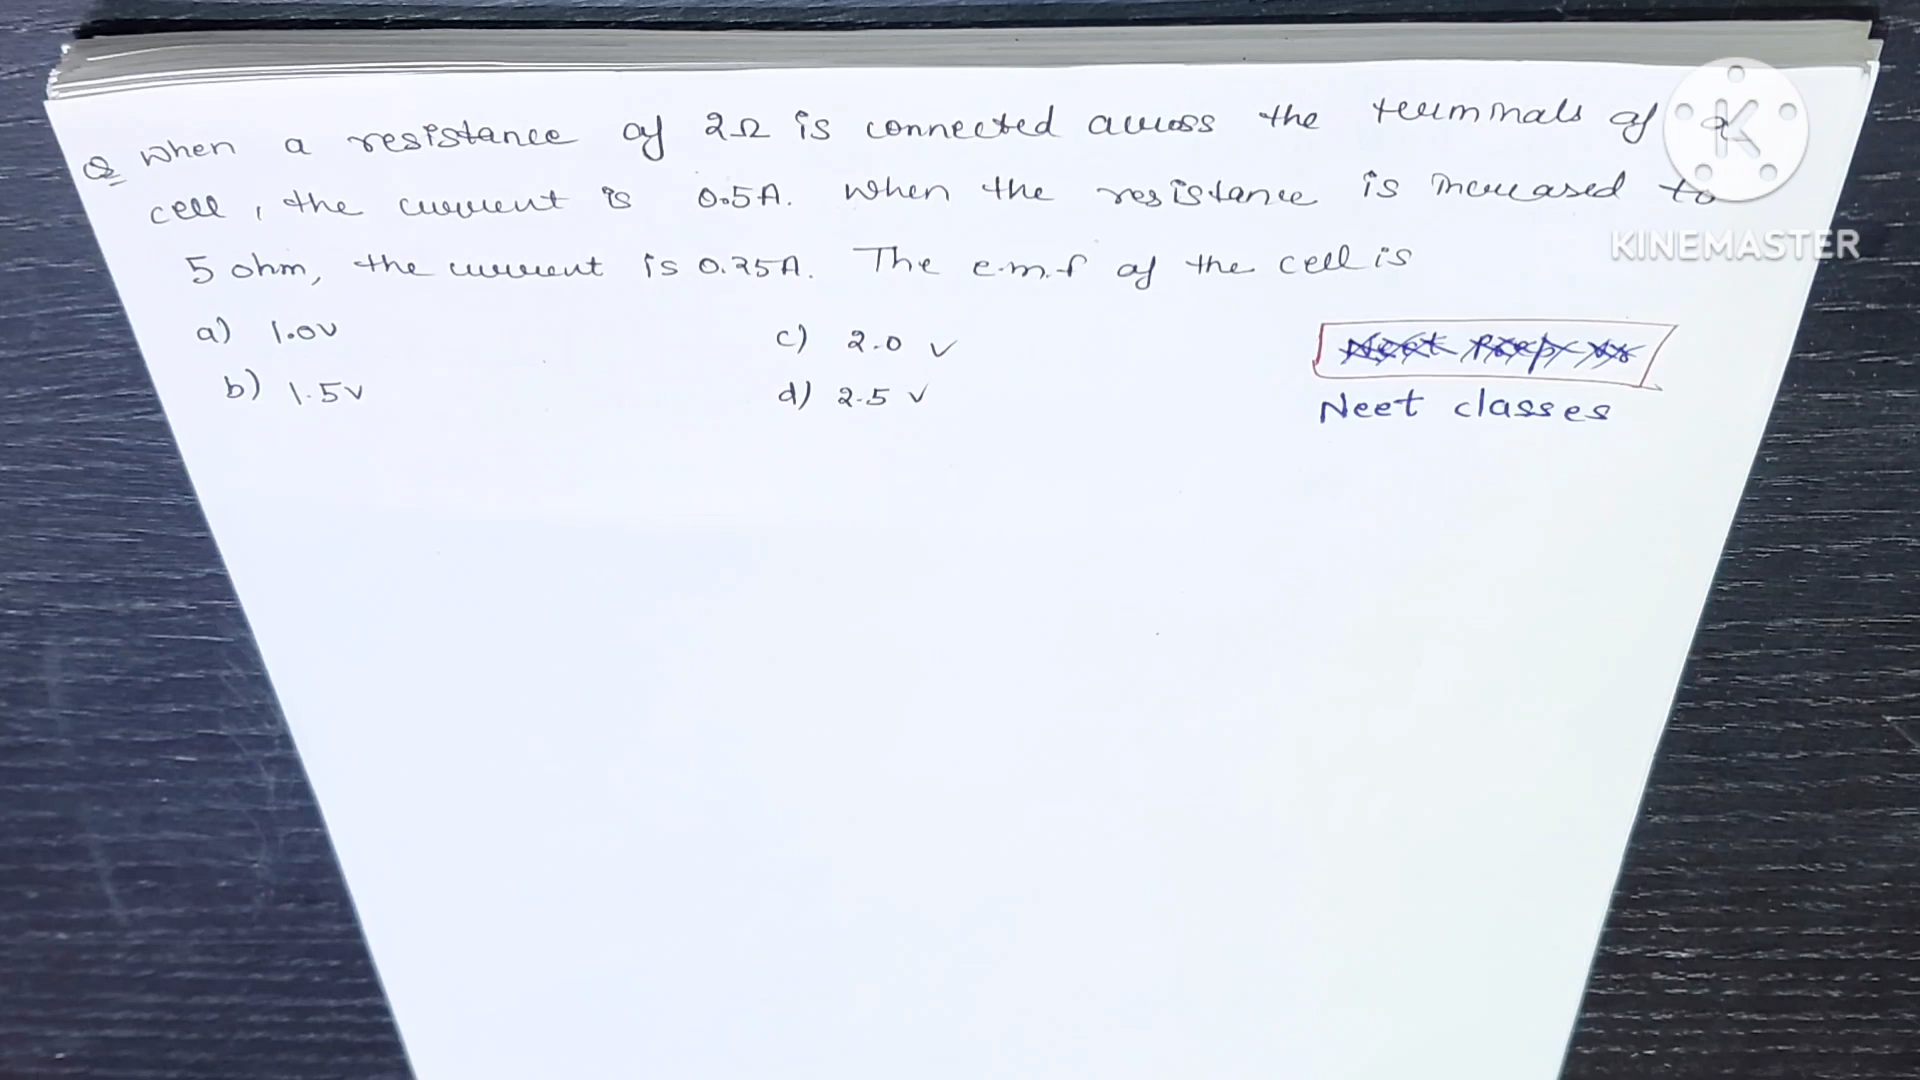 Q When a resistance of 2Ω is connected across the terminals of a
cell, the current is 0.5A. When the resistance is increased to
5 ohm, the current is 0.25A. The e.m.f of the cell is
a) 1.0V
c) 2.0 V
b) 1.5V
d) 2.5 V
Neet classes
K
KINEMASTER